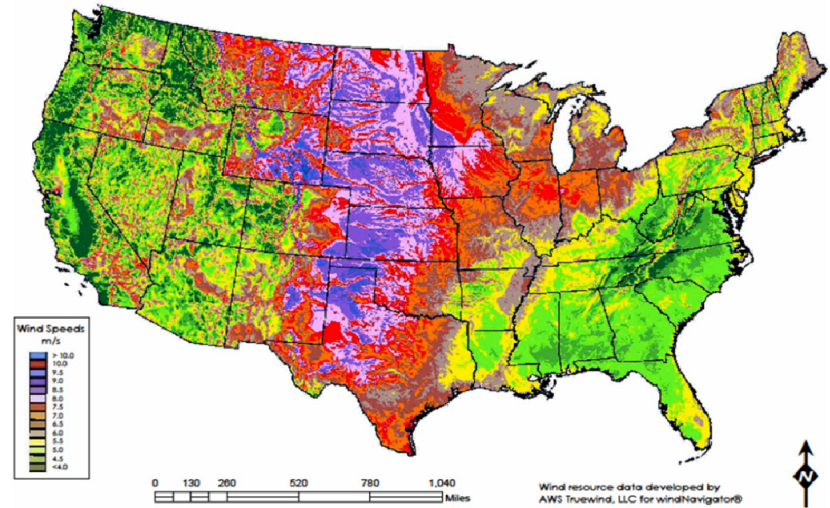 Wind Speeds
m/s
> 10.0
10.0
9.5
9.0
8.5
8.0
7.5
7.0
6.5
6.0
5.5
5.0
4.5
<4.0
0 130 260 520 780 1,040
Miles
Wind resource data developed by
AWS Truewind, LLC for windNavigator®
N